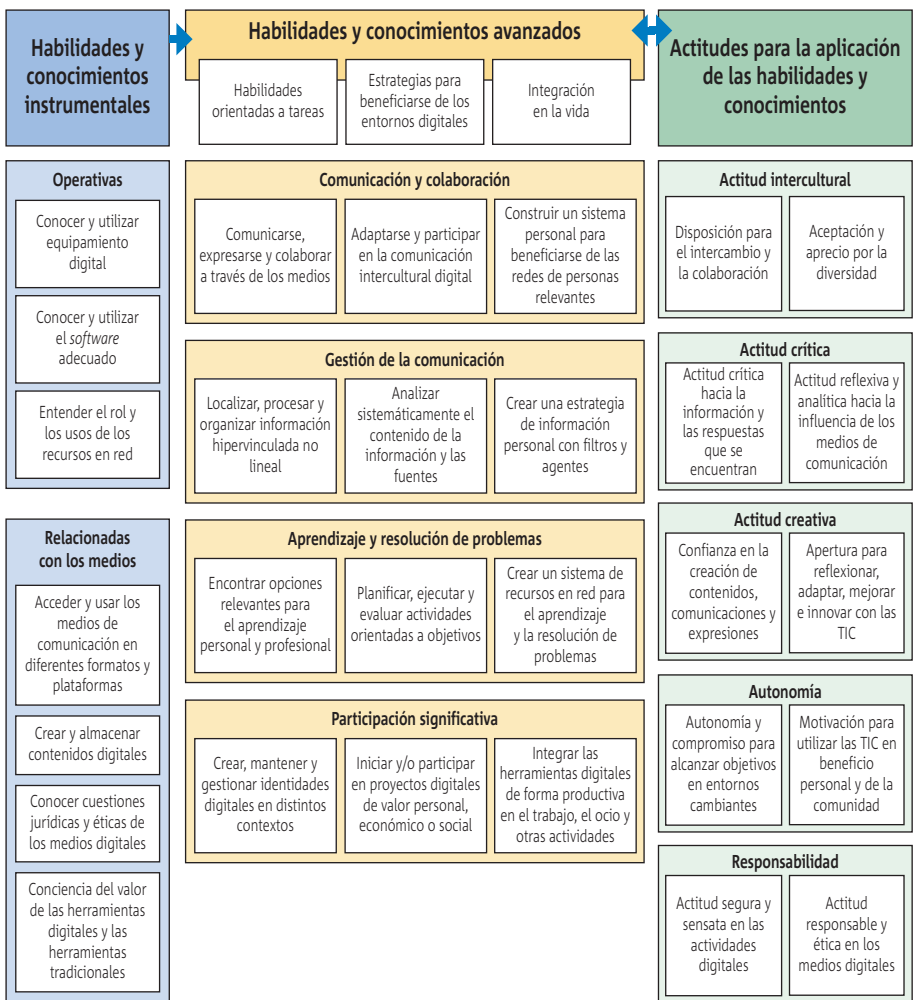 Habilidades y
conocimientos
instrumentales
Habilidades y conocimientos avanzados
Habilidades
orientadas a tareas
Estrategias para
beneficiarse de los
entornos digitales
Integración
en la vida
Actitudes para la aplicación
de las habilidades y
conocimientos
Operativas
Conocer y utilizar
equipamiento
digital
Conocer y utilizar
el software
adecuado
Entender el rol y
los usos de los
recursos en red
Relacionadas
con los medios
Acceder y usar los
medios de
comunicación en
diferentes formatos y
plataformas
Crear y almacenar
contenidos digitales
Conocer cuestiones
jurídicas y éticas de
los medios digitales
Conciencia del valor
de las herramientas
digitales y las
herramientas
tradicionales
Comunicación y colaboración
Comunicarse,
expresarse y colaborar
a través de los medios
Adaptarse y participar
en la comunicación
intercultural digital
Construir un sistema
personal para
beneficiarse de las
redes de personas
relevantes
Gestión de la comunicación
Localizar, procesar y
organizar información
hipervinculada no
lineal
Analizar
sistemáticamente el
contenido de la
información y las
fuentes
Crear una estrategia
de información
personal con filtros y
agentes
Aprendizaje y resolución de problemas
Encontrar opciones
relevantes para
el aprendizaje
personal y profesional
Planificar, ejecutar y
evaluar actividades
orientadas a objetivos
Crear un sistema de
recursos en red para
el aprendizaje
y la resolución de
problemas
Participación significativa
Crear, mantener y
gestionar identidades
digitales en distintos
contextos
Iniciar y/o participar
en proyectos digitales
de valor personal,
económico o social
Integrar las
herramientas digitales
de forma productiva
en el trabajo, el ocio y
otras actividades
Actitud intercultural
Disposición para
el intercambio y
la colaboración
Aceptación y
aprecio por la
diversidad
Actitud crítica
Actitud crítica
hacia la
información y
las respuestas
que se
encuentran
Actitud reflexiva y
analítica hacia la
influencia de los
medios de
comunicación
Actitud creativa
Confianza en la
creación de
contenidos,
comunicaciones y
expresiones
Apertura para
reflexionar,
adaptar, mejorar
e innovar con las
TIC
Autonomía
Autonomía y
compromiso para
alcanzar objetivos
en entornos
cambiantes
Motivación para
utilizar las TIC en
beneficio
personal y de la
comunidad
Responsabilidad
Actitud segura y
sensata en las
actividades
digitales
Actitud
responsable y
ética en los
medios digitales